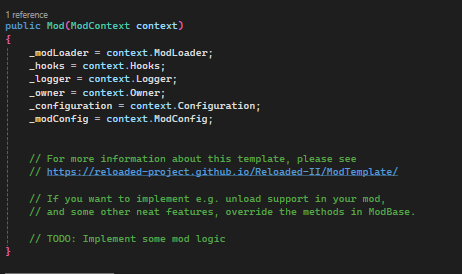 1 reference
public Mod(ModContext context)
{
_modLoader = context.ModLoader;
_hooks = context.Hooks;
_logger = context.Logger;
_owner = context.Owner;
_configuration = context.Configuration;
_modConfig = context.ModConfig;
// For more information about this template, please see
// https://reloaded-project.github.io/Reloaded-II/ModTemplate/
// If you want to implement e.g. unload support in your mod,
// and some other neat features, override the methods in ModBase.
// TODO: Implement some mod logic
}